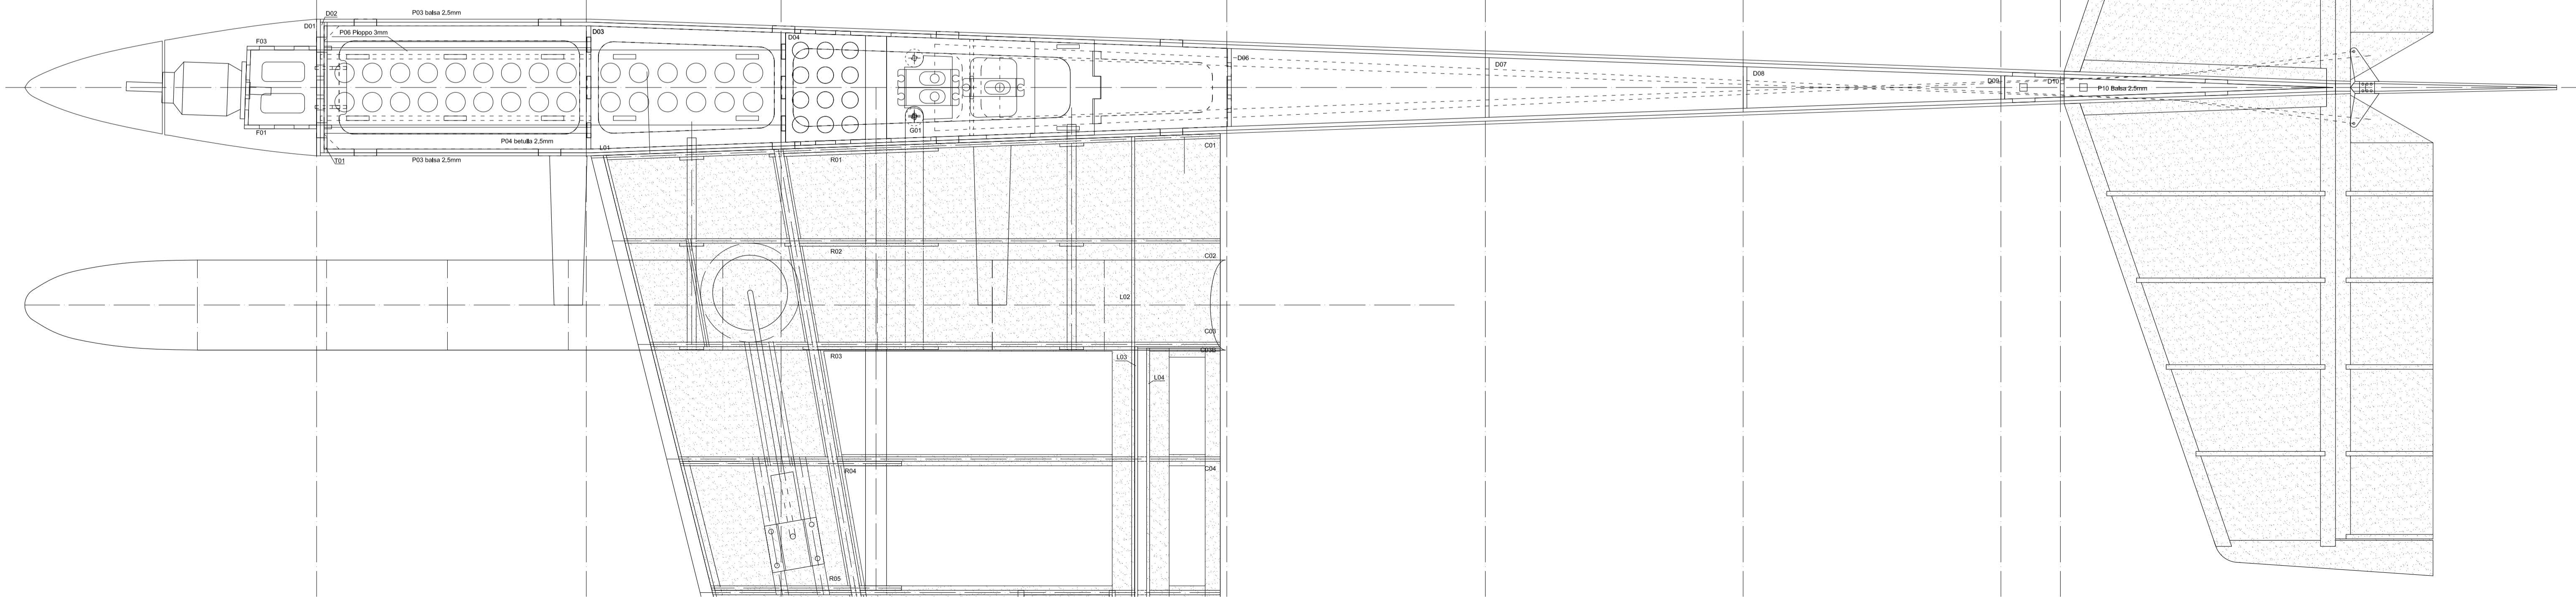 D02
P03 balsa 2,5mm
D01
P06 Pioppo 3mm
D03
D04
F03
D06
D07
D08
D09
D10
P10 Balsa 2,5mm
F01
G01
P04 betulla 2,5mm
L01
T01
P03 balsa 2,5mm
R01
C01
R02
C02
L02
C03
C03B
R03
L03
L04
R04
C04
R05